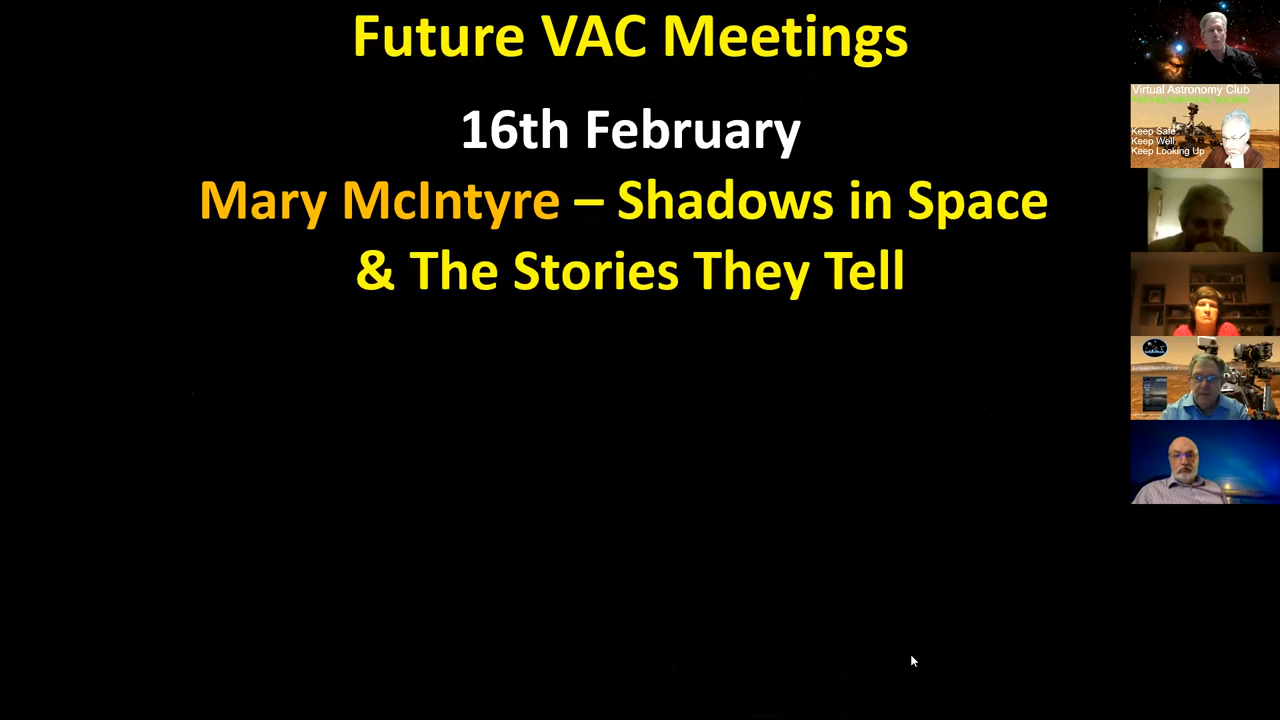 Future VAC Meetings
16th February
Mary McIntyre – Shadows in Space
& The Stories They Tell
Virtual Astronomy Club
Keep Safe
Keep Well
Keep Looking Up